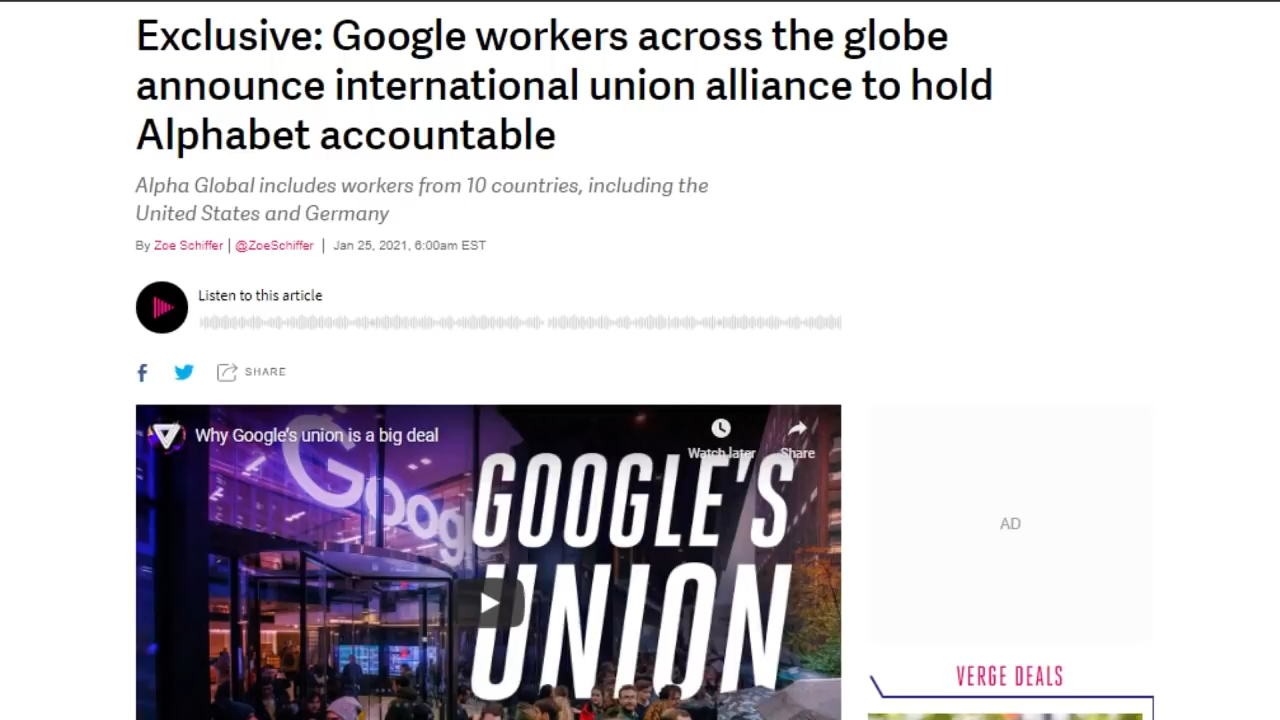 Exclusive: Google workers across the globe
announce international union alliance to hold
Alphabet accountable
Alpha Global includes workers from 10 countries, including the
United States and Germany
By Zoe Schiffer | @ZoeSchiffer | Jan 25, 2021, 6:00am EST
Listen to this article
SHARE
Why Google's union is a big deal
Watch later
Share
Googl
GOOGLE'S
UNION
AD
VERGE DEALS